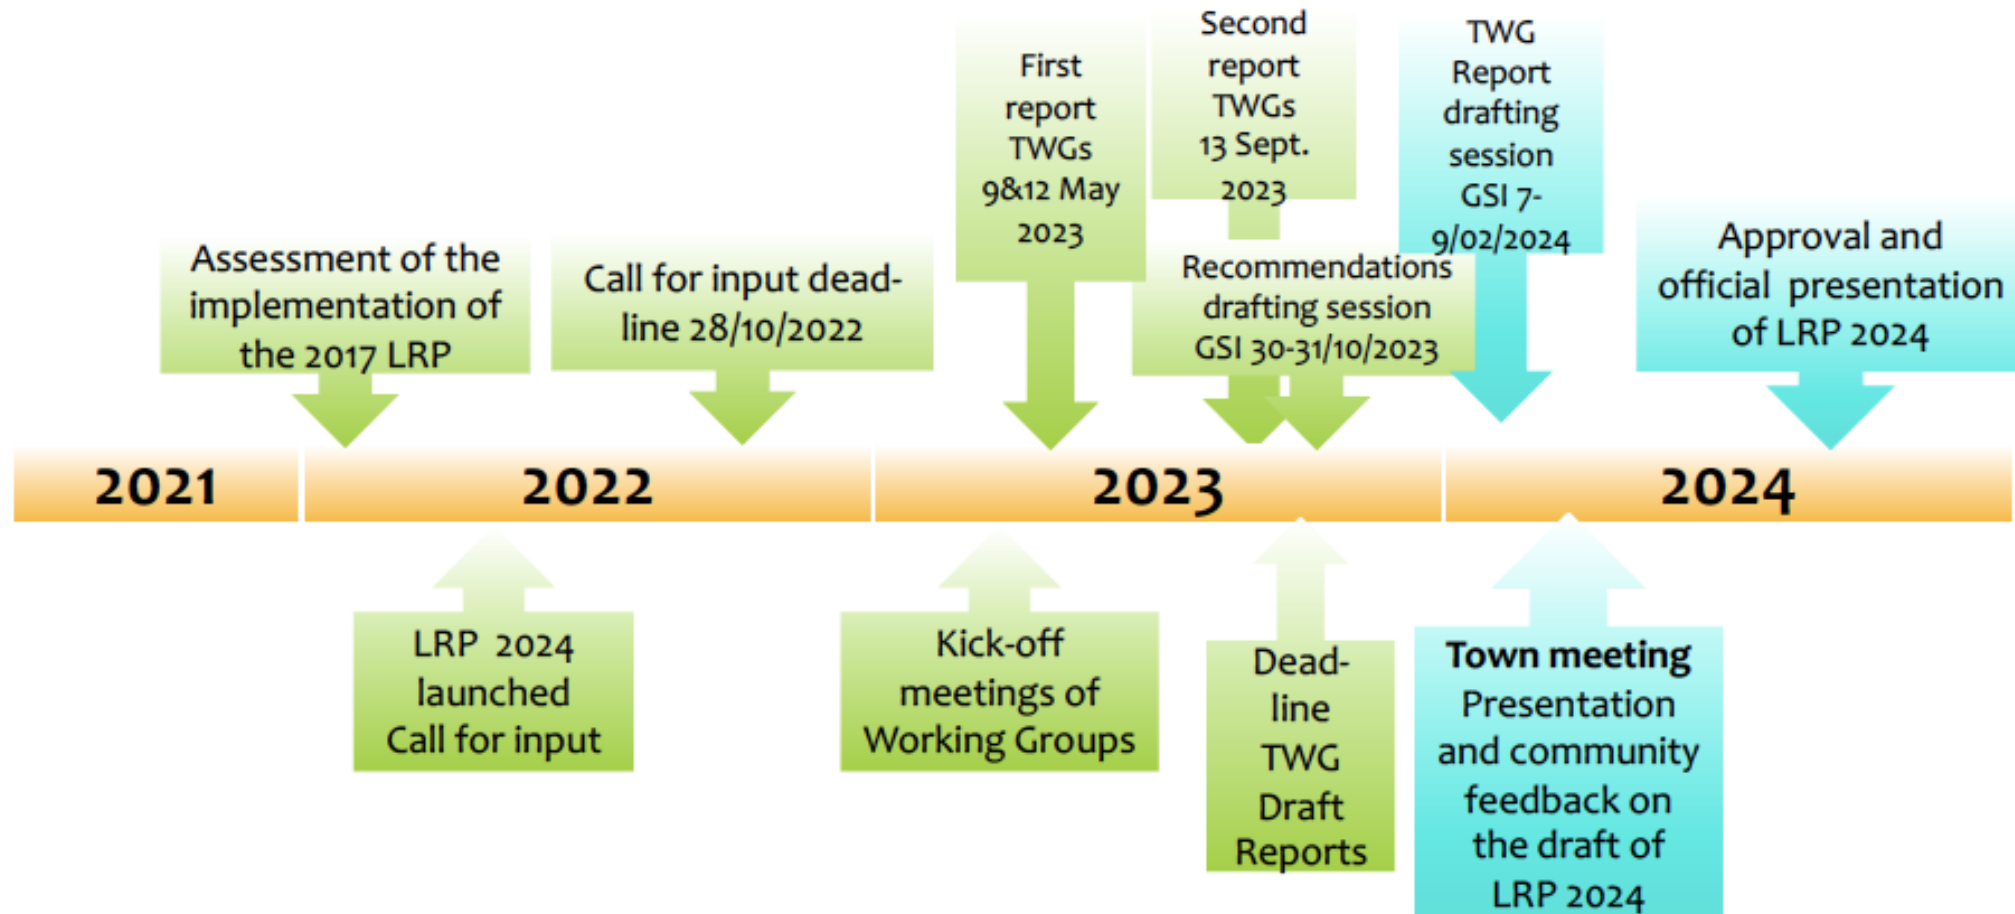 Assessment of the
implementation of
the 2017 LRP
Call for input dead-
line 28/10/2022
First
report
TWGs
9&12 May
2023
Second
report
TWGs
13 Sept.
2023
Recommendations
drafting session
GSI 30-31/10/2023
TWG
Report
drafting
session
GSI 7-
9/02/2024
Approval and
official presentation
of LRP 2024
2021
2022
2023
2024
LRP 2024
launched
Call for input
Kick-off
meetings of
Working Groups
Dead-
line
TWG
Draft
Reports
Town meeting
Presentation
and community
feedback on
the draft of
LRP 2024